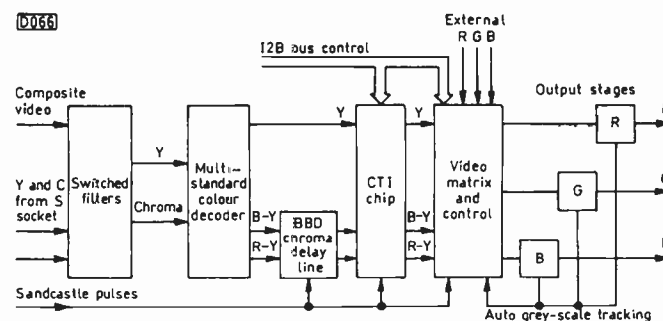 D066
External
R G B
I2B bus control
Composite
video
Output stages
Y
Y
Y
R
Y and C
from S
socket
Switched
filters
Chroma
Multi-
standard
colour
decoder
CTI
chip
Video
matrix
and
control
G
B-Y
R-Y
BBD
chroma
delay
line
B-Y
R-Y
B
Sandcastle pulses
Auto grey-scale tracking